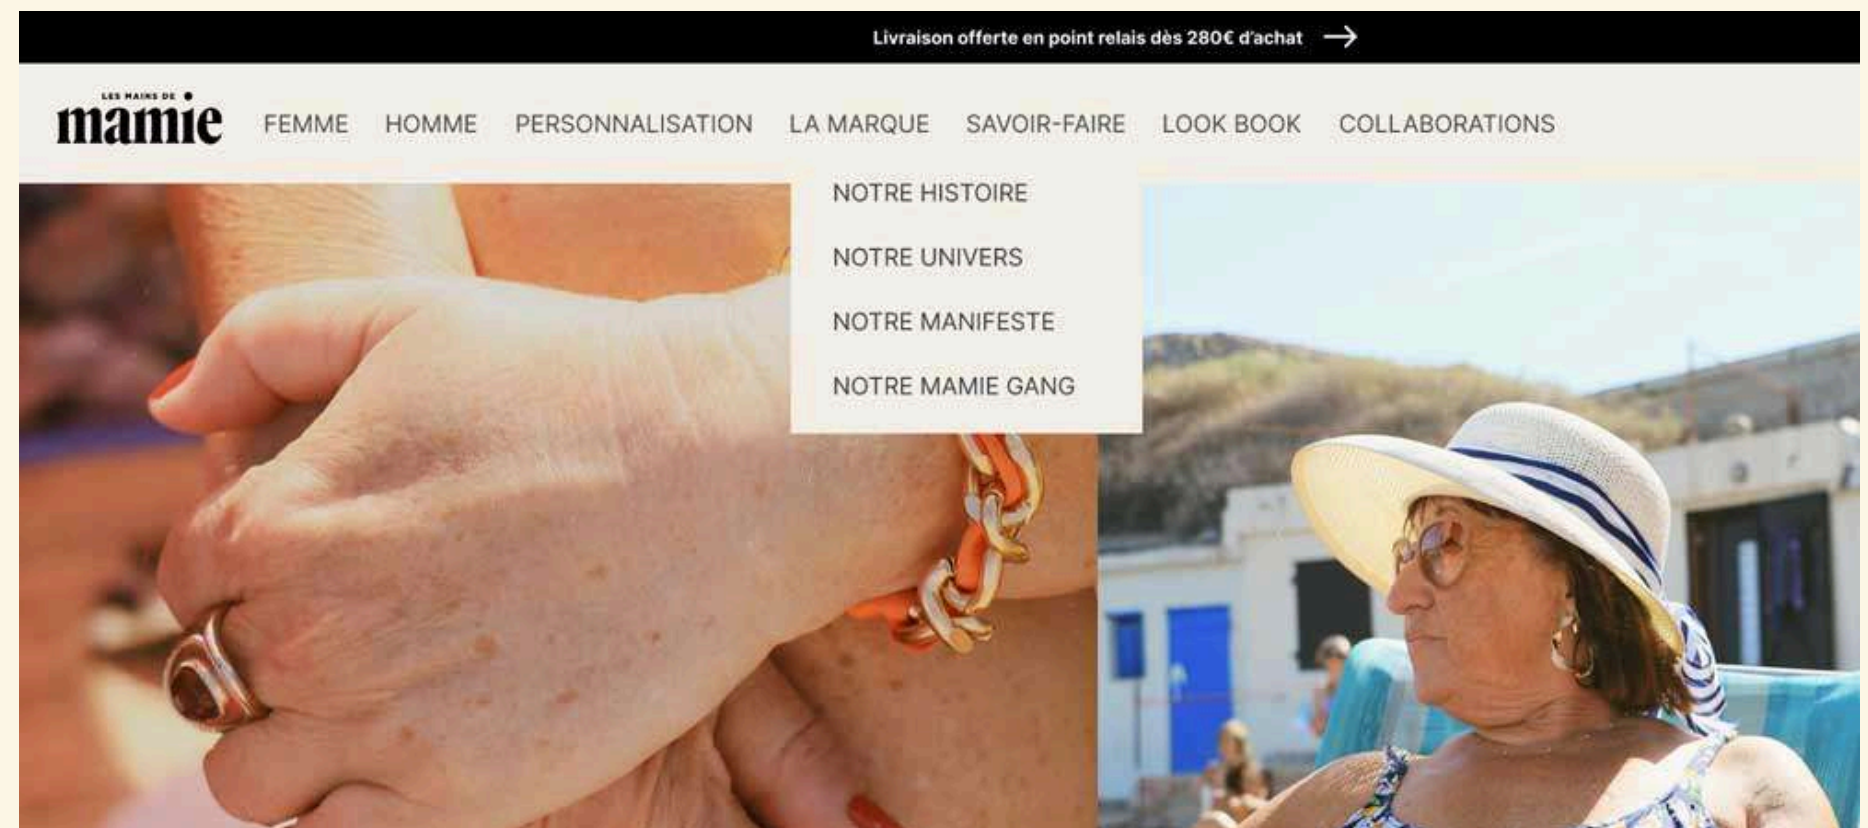 Livraison offerte en point relais dès 280€ d'achat →
LES MAINS DE
mamie
FEMME HOMME PERSONNALISATION LA MARQUE SAVOIR-FAIRE LOOK BOOK COLLABORATIONS
NOTRE HISTOIRE
NOTRE UNIVERS
NOTRE MANIFESTE
NOTRE MAMIE GANG